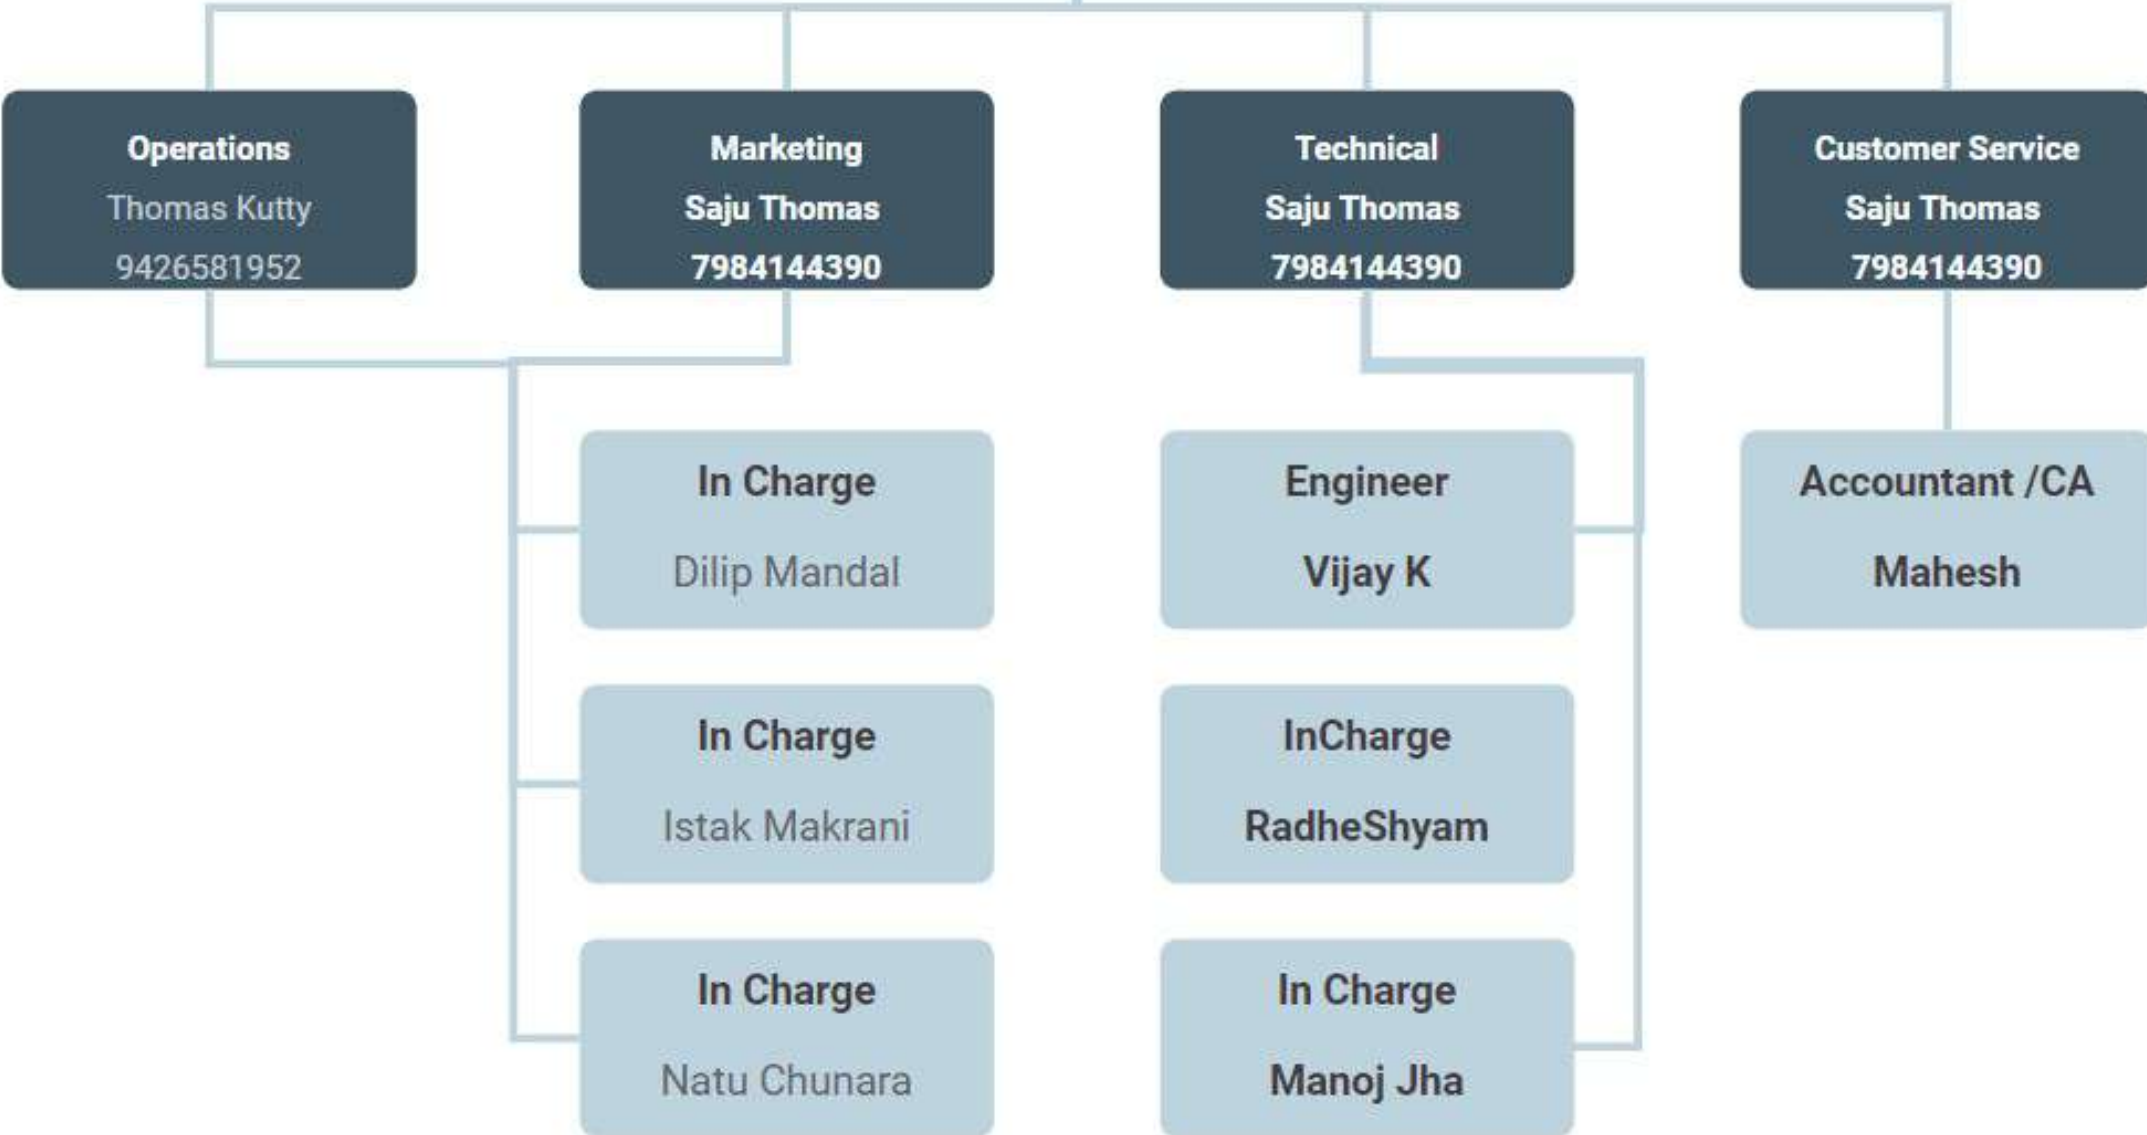 Operations
Thomas Kutty
9426581952
Marketing
Saju Thomas
7984144390
Technical
Saju Thomas
7984144390
Customer Service
Saju Thomas
7984144390
In Charge
Dilip Mandal
Engineer
Vijay K
Accountant /CA
Mahesh
In Charge
Istak Makrani
InCharge
RadheShyam
In Charge
Natu Chunara
In Charge
Manoj Jha